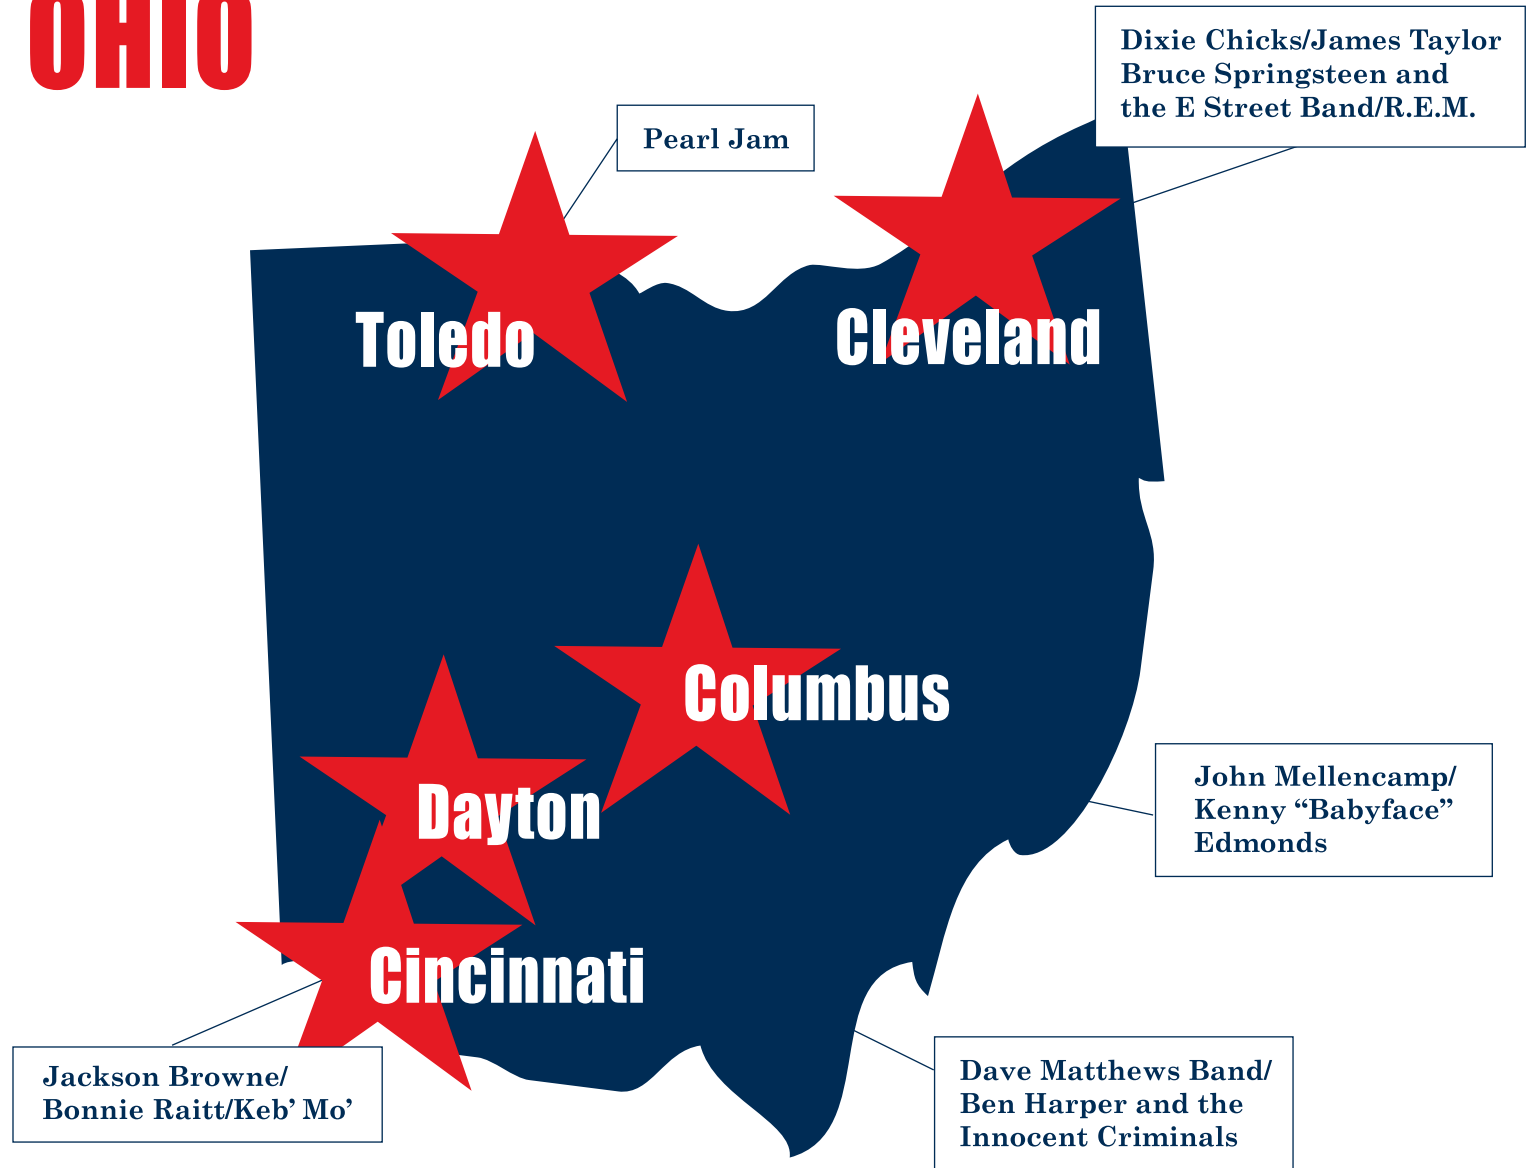 OHIO
Dixie Chicks/James Taylor
Bruce Springsteen and
the E Street Band/R.E.M.
Pearl Jam
Toledo
Cleveland
Columbus
Dayton
John Mellencamp/
Kenny “Babyface”
Edmonds
Cincinnati
Jackson Browne/
Bonnie Raitt/Keb’ Mo’
Dave Matthews Band/
Ben Harper and the
Innocent Criminals